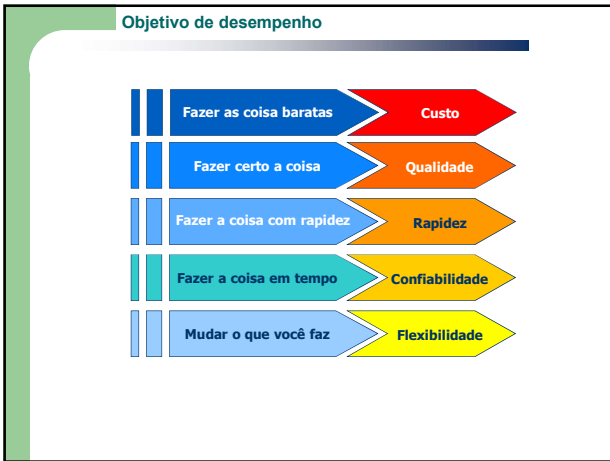 Objetivo de desempenho
Fazer as coisa baratas
Custo
Fazer certo a coisa
Qualidade
Fazer a coisa com rapidez
Rapidez
Fazer a coisa em tempo
Confiabilidade
Mudar o que você faz
Flexibilidade